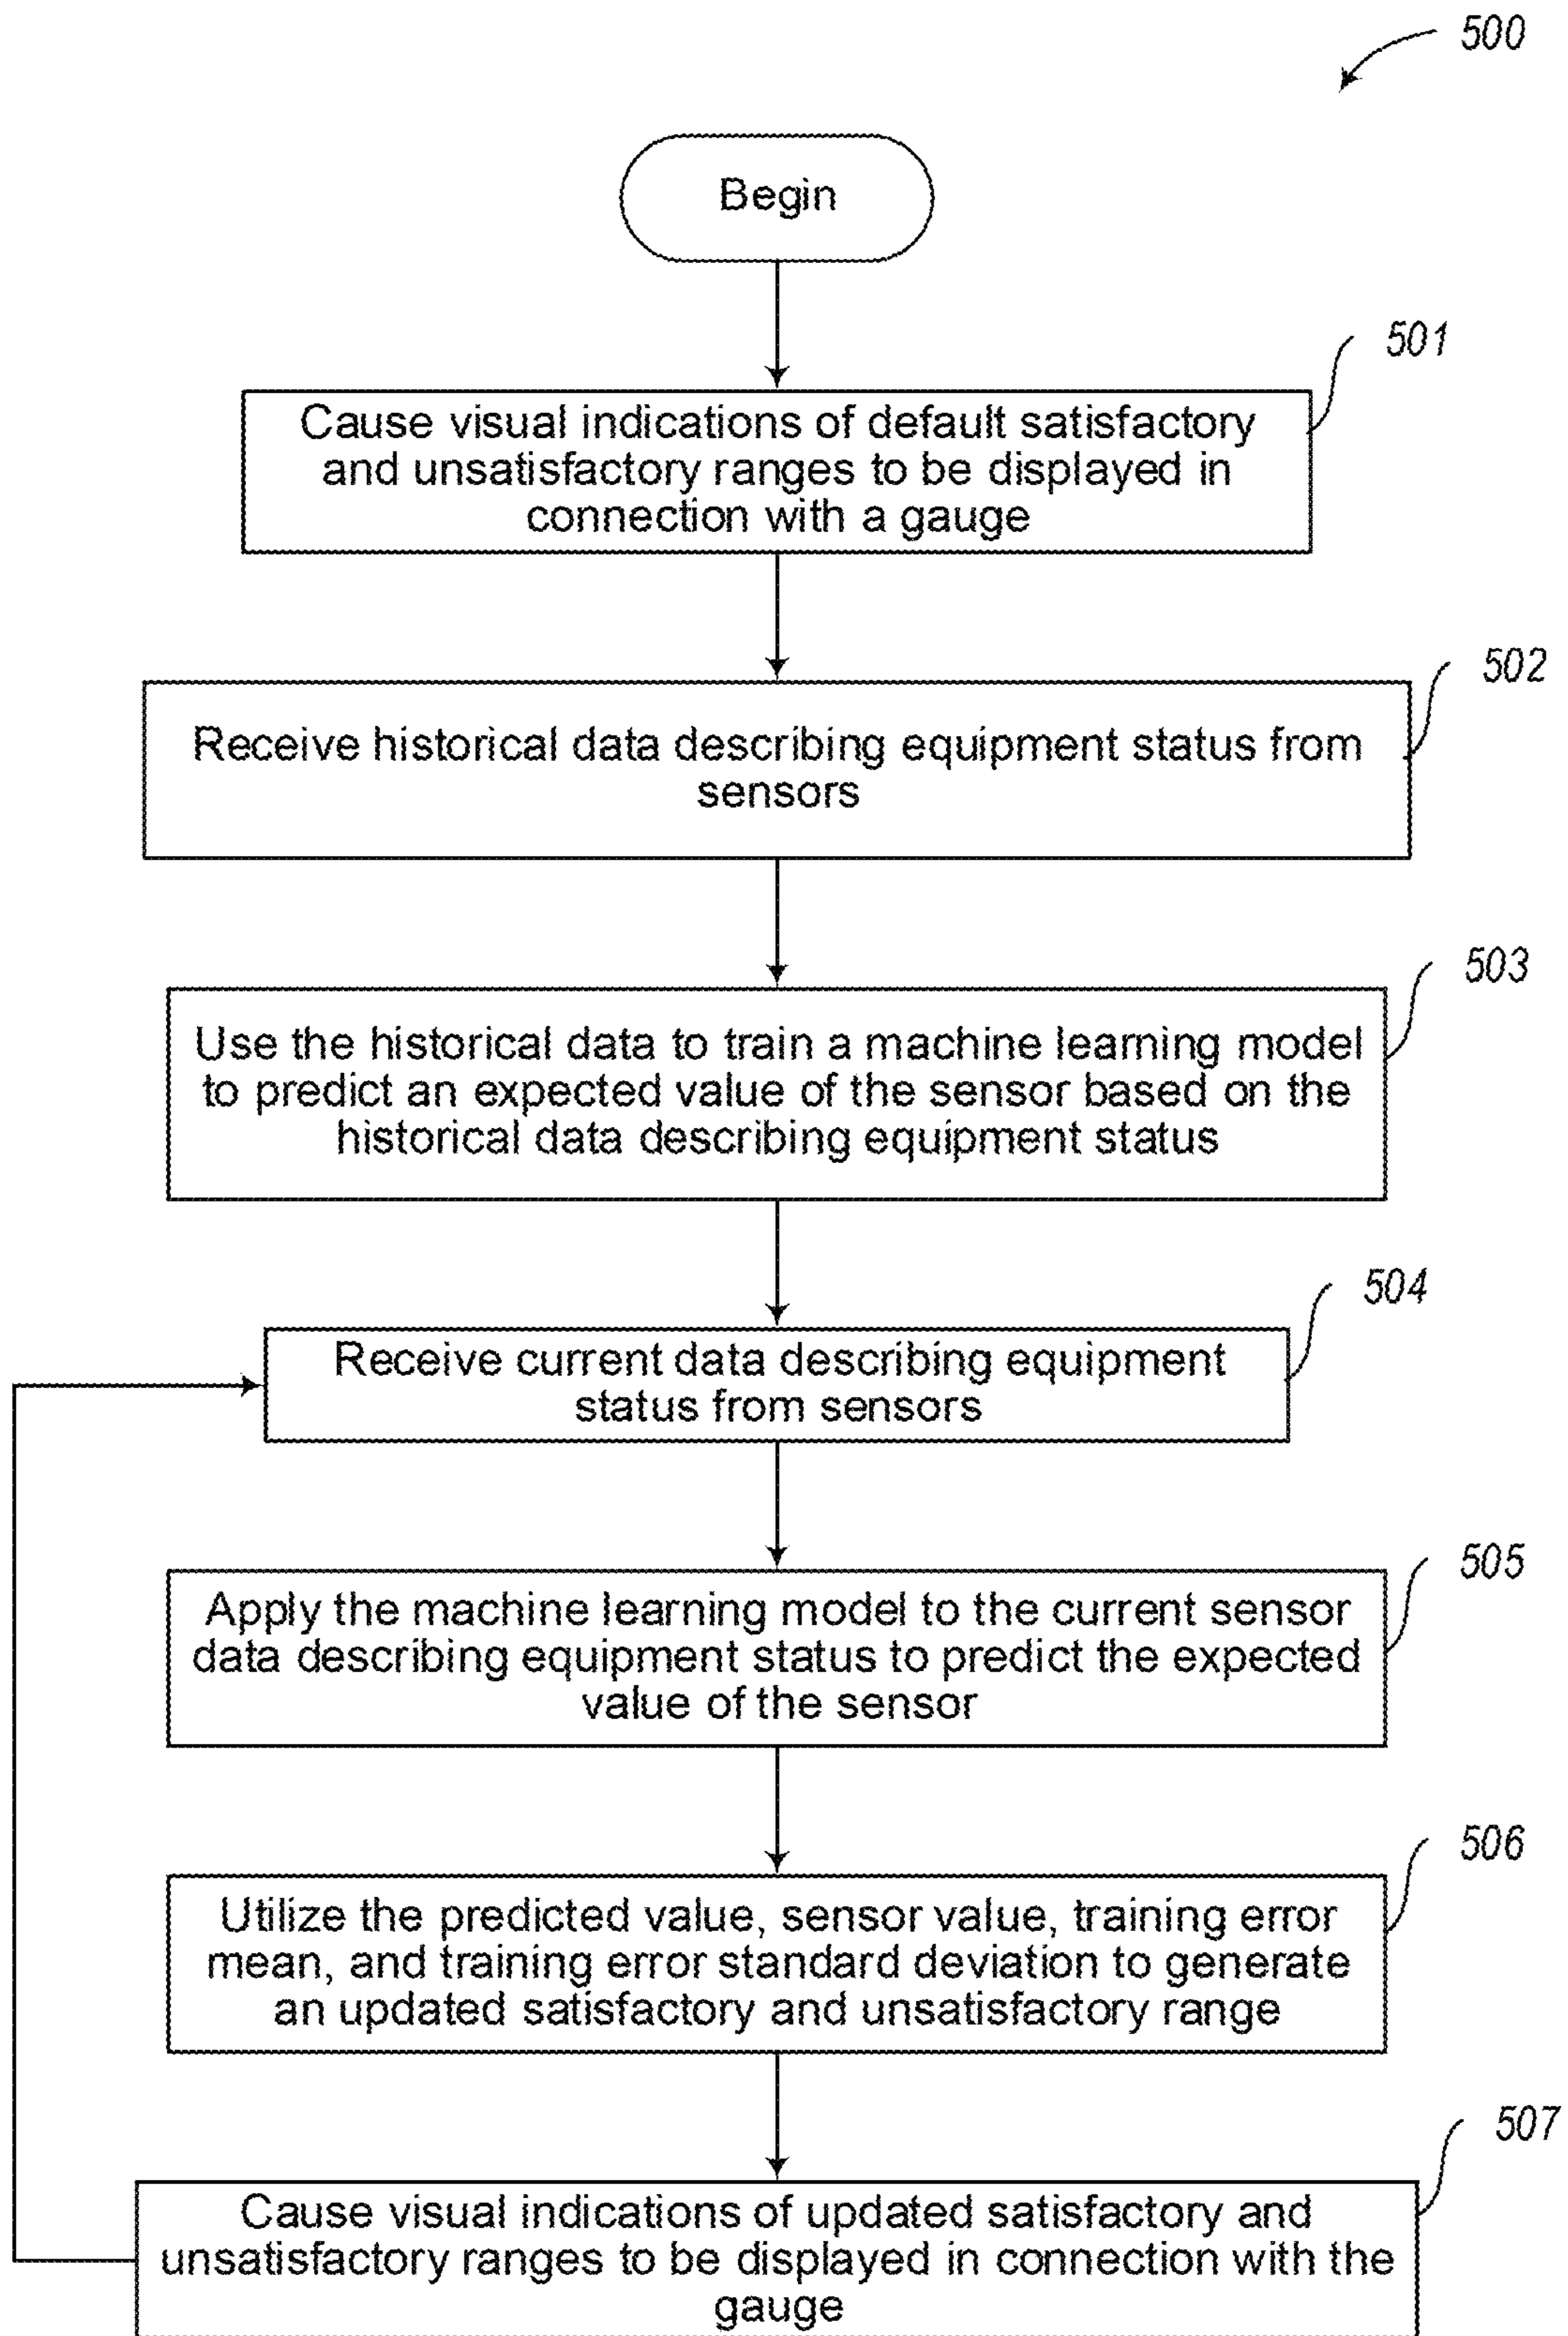 500
Begin
501
Cause visual indications of default satisfactory
and unsatisfactory ranges to be displayed in
connection with a gauge
502
Receive historical data describing equipment status from
sensors
503
Use the historical data to train a machine learning model
to predict an expected value of the sensor based on the
historical data describing equipment status
504
Receive current data describing equipment
status from sensors
505
Apply the machine learning model to the current sensor
data describing equipment status to predict the expected
value of the sensor
506
Utilize the predicted value, sensor value, training error
mean, and training error standard deviation to generate
an updated satisfactory and unsatisfactory range
507
Cause visual indications of updated satisfactory and
unsatisfactory ranges to be displayed in connection with the
gauge